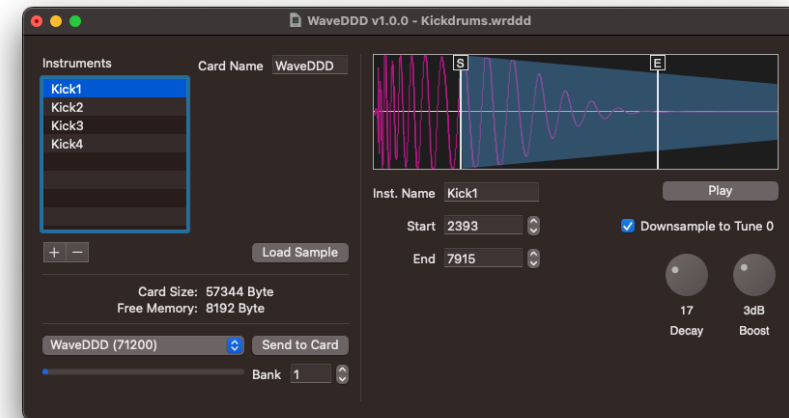 WaveDDD v1.0.0 - Kickdrums.wrddd
Instruments
Card Name WaveDDD
Kick1
Kick2
Kick3
Kick4
+ −
Load Sample
Card Size: 57344 Byte
Free Memory: 8192 Byte
WaveDDD (71200)
Send to Card
Bank 1
S
E
Inst. Name Kick1
Play
Start 2393
Downsample to Tune 0
End 7915
17
3dB
Decay
Boost